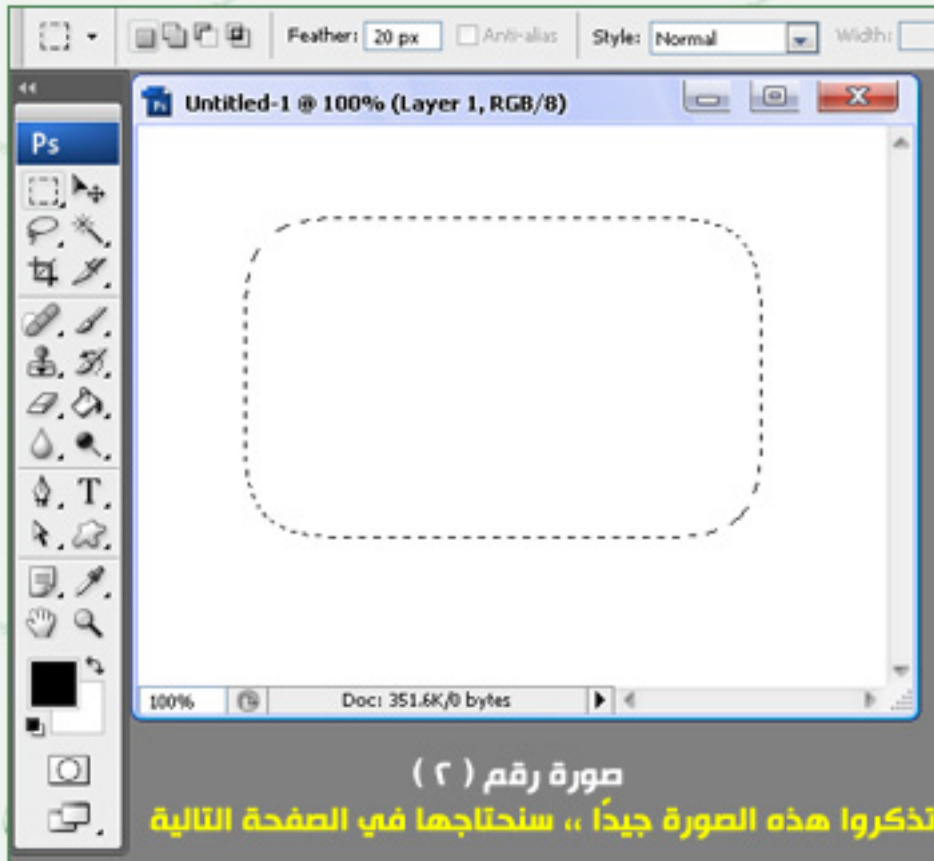 Feather: 20 px Anti-alias Style: Normal Width:
Untitled-1 @ 100% (Layer 1, RGB/8)
Ps
T
100% Doc: 351.6K/0 bytes
صورة رقم ( ٢ )
تذكروا هذه الصورة جيدًا ،، سنحتاجها في الصفحة التالية